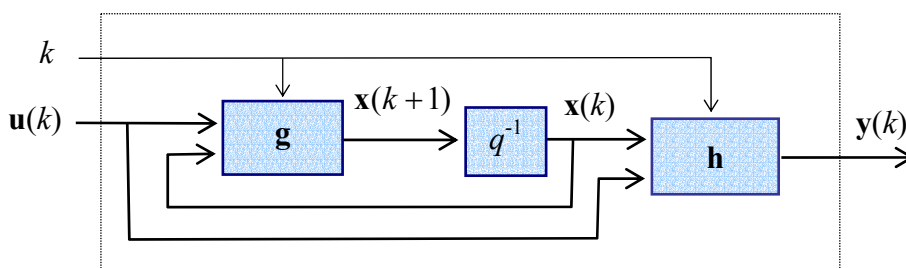 k
x(k+1)
x(k)
u(k)
y(k)
g
q⁻¹
h